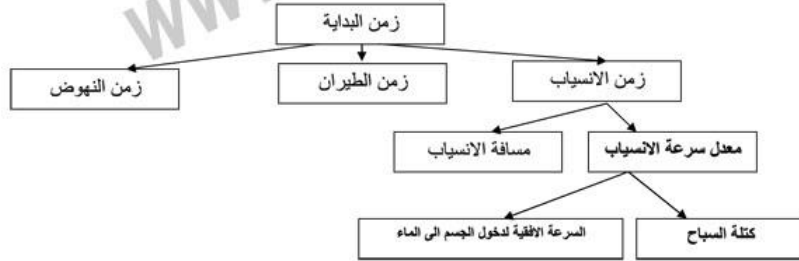 WWW
زمن البداية
زمن الانسياب
زمن الطيران
زمن النهوض
معدل سرعة الانسياب
مسافة الانسياب
كتلة السباح
السرعة الافقية لدخول الجسم الى الماء